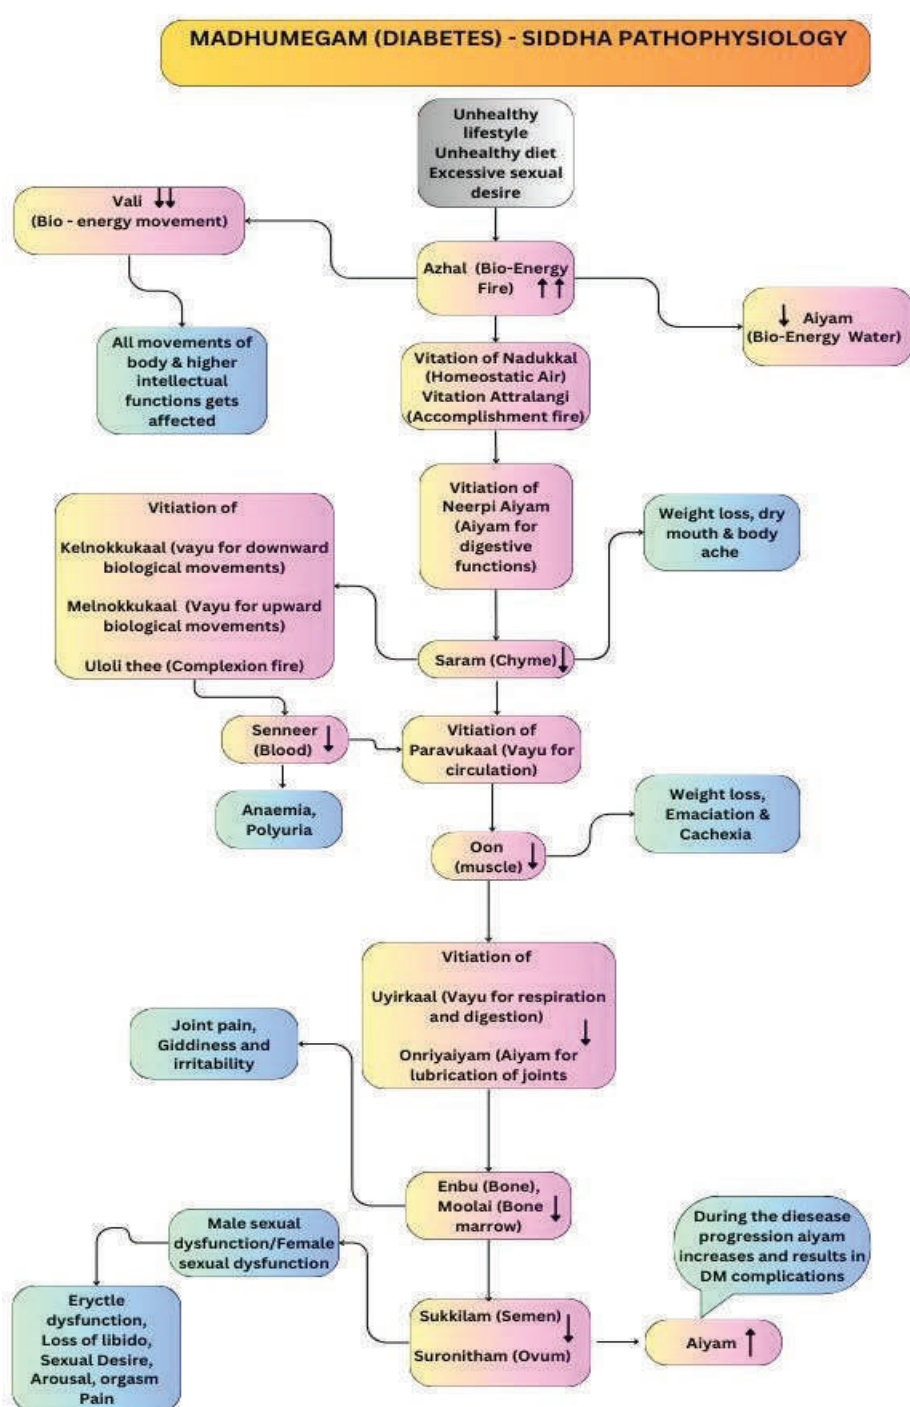 MADHUMEGAM (DIABETES) - SIDDHA PATHOPHYSIOLOGY
Unhealthy
lifestyle
Unhealthy diet
Excessive sexual
desire
Vali ↓↓
(Bio - energy movement)
Azhal (Bio-Energy
Fire) ↑↑
↓ Aiyam
(Bio-Energy Water)
All movements of
body & higher
intellectual
functions gets
affected
Vitation of Nadukkal
(Homeostatic Air)
Vitation Attralangi
(Accomplishment fire)
Vitiation of
Neerpi Aiyam
(Aiyam for
digestive
functions)
Vitiation of
Kelnokkukaal (vayu for downward
biological movements)
Melnokkukaal (Vayu for upward
biological movements)
Uloli thee (Complexion fire)
Weight loss, dry
mouth & body
ache
Saram (Chyme) ↓
Senneer
(Blood) ↓
Vitiation of
Paravukaal (Vayu for
circulation)
Anaemia,
Polyuria
Weight loss,
Emaciation &
Cachexia
Oon
(muscle) ↓
Vitiation of
Uyirkaal (Vayu for respiration
and digestion)
↓
Onriyaiyam (Aiyam for
lubrication of joints
Joint pain,
Giddiness and
irritability
Enbu (Bone),
Moolai (Bone ↓
marrow)
Male sexual
dysfunction/Female
sexual dysfunction
During the diesease
progression aiyam
increases and results in
DM complications
Eryctle
dysfunction,
Loss of libido,
Sexual Desire,
Arousal, orgasm
Pain
Sukkilam (Semen) ↓
Suronitham (Ovum)
Aiyam ↑